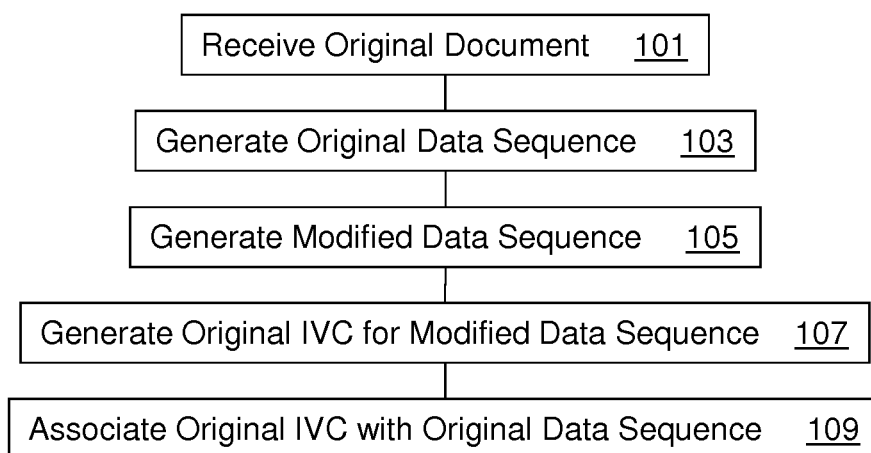 Receive Original Document 101
Generate Original Data Sequence 103
Generate Modified Data Sequence 105
Generate Original IVC for Modified Data Sequence 107
Associate Original IVC with Original Data Sequence 109